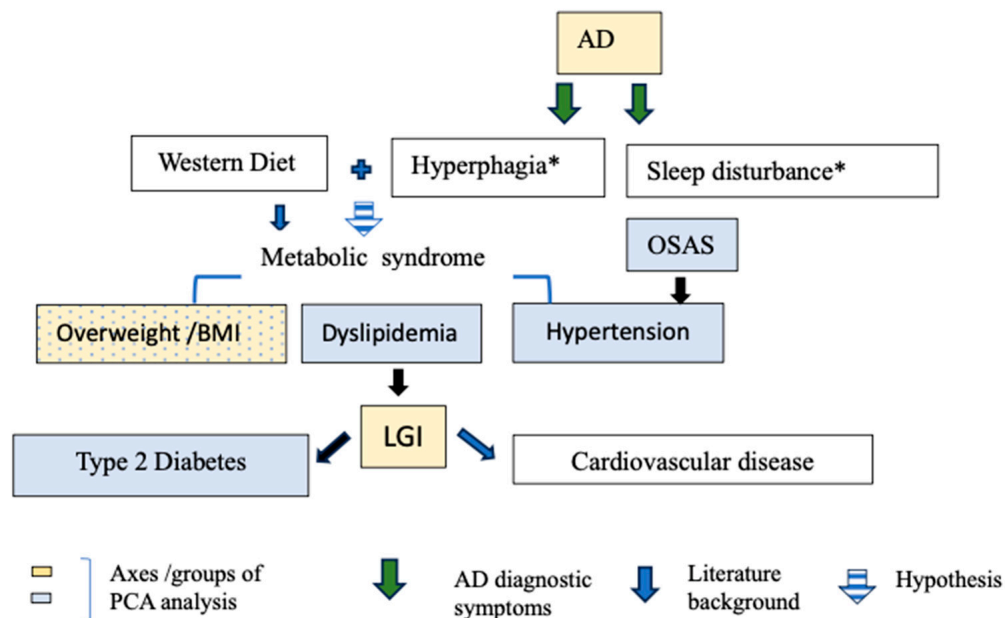 AD
Western Diet
Hyperphagia*
Sleep disturbance*
Metabolic syndrome
OSAS
Overweight /BMI
Dyslipidemia
Hypertension
LGI
Type 2 Diabetes
Cardiovascular disease
Axes /groups of
PCA analysis
AD diagnostic
symptoms
Literature
background
Hypothesis